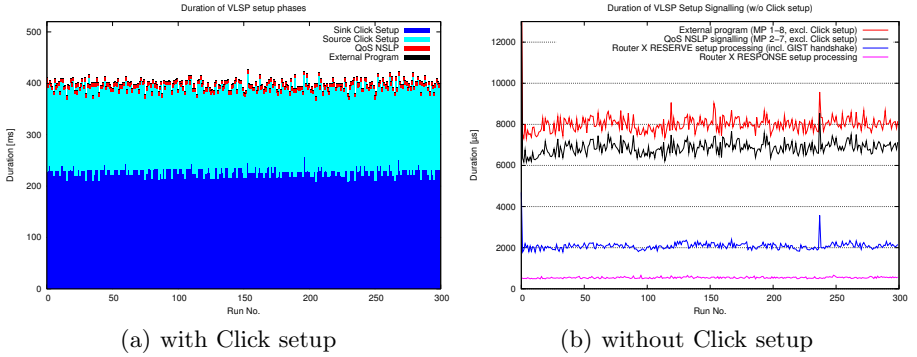 Duration of VLSP setup phases
Sink Click Setup
Source Click Setup
QoS NSLP
External Program
500
400
300
200
100
0
Duration [ms]
0 50 100 150 200 250 300
Run No.
(a) with Click setup
Duration of VLSP Setup Signalling (w/o Click setup)
External program (MP 1-8, excl. Click setup)
QoS NSLP signalling (MP 2-7, excl. Click setup)
Router X RESERVE setup processing (incl. GIST handshake)
Router X RESPONSE setup processing
12000
10000
8000
6000
4000
2000
0
Duration [µs]
0 50 100 150 200 250 300
Run No.
(b) without Click setup